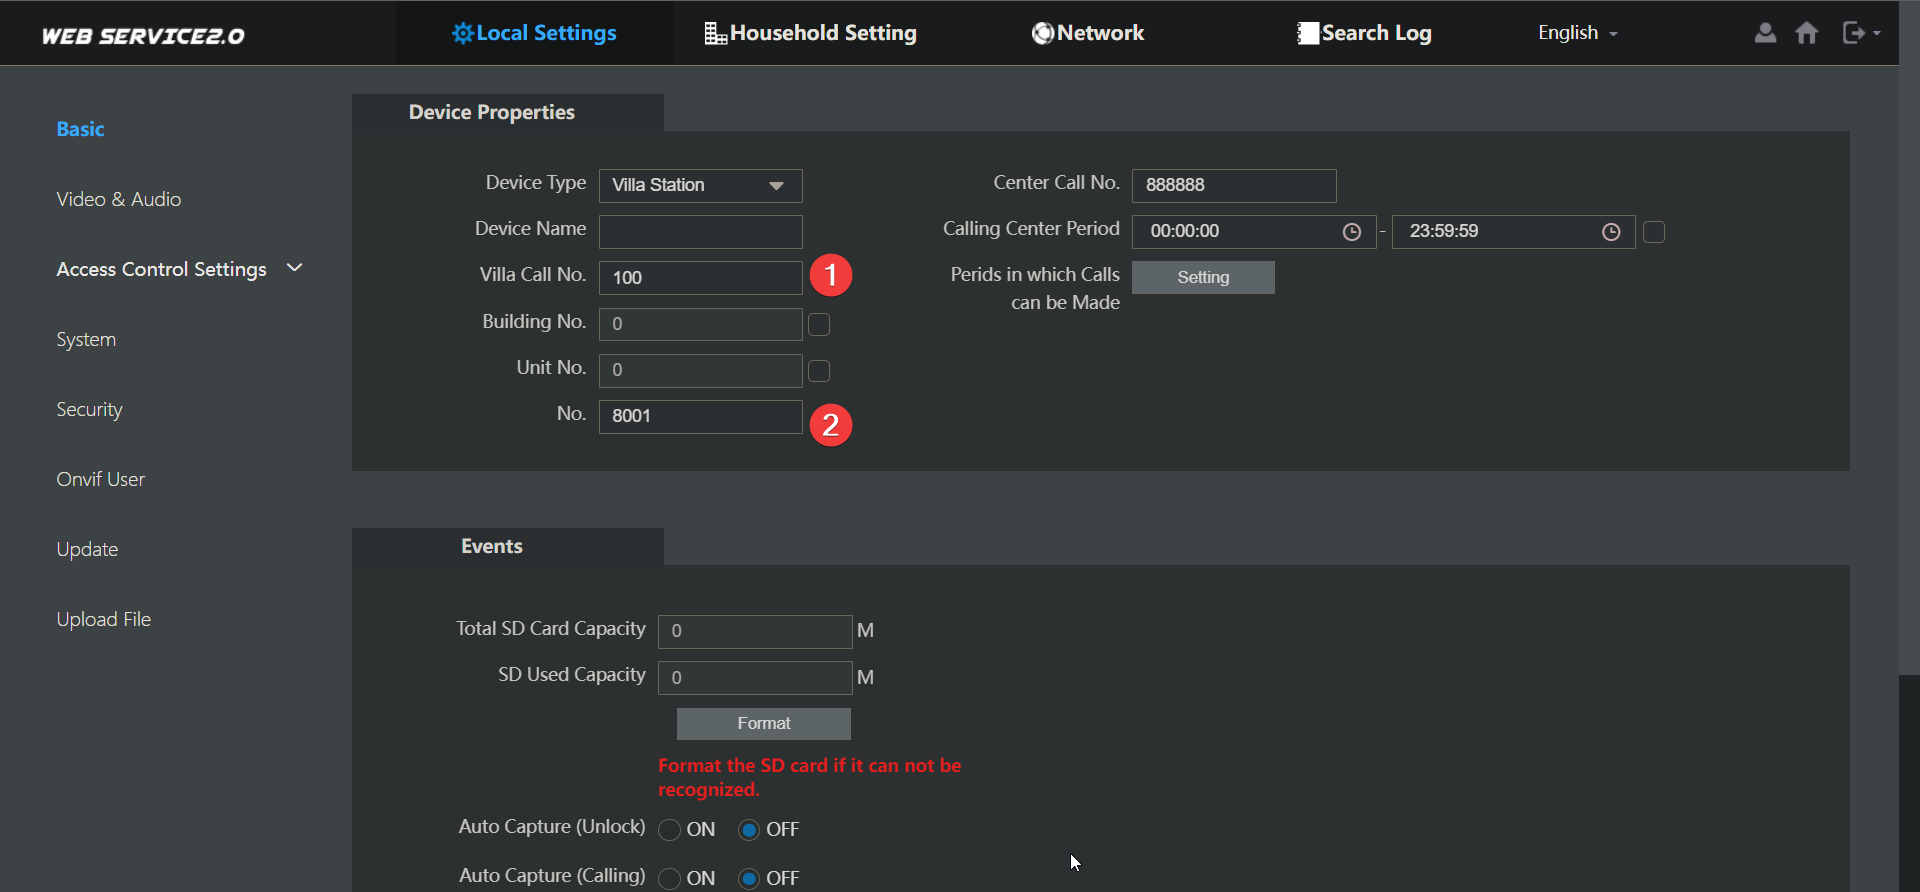 WEB SERVICE2.0
Local Settings
Household Setting
Network
Search Log
English
Basic
Video & Audio
Access Control Settings
System
Security
Onvif User
Update
Upload File
Device Properties
Device Type Villa Station
Device Name
Villa Call No. 100 1
Building No. 0
Unit No. 0
No. 8001 2
Center Call No. 888888
Calling Center Period 00:00:00 - 23:59:59
Perids in which Calls Setting
can be Made
Events
Total SD Card Capacity 0 M
SD Used Capacity 0 M
Format
Format the SD card if it can not be
recognized.
Auto Capture (Unlock) ON OFF
Auto Capture (Calling) ON OFF